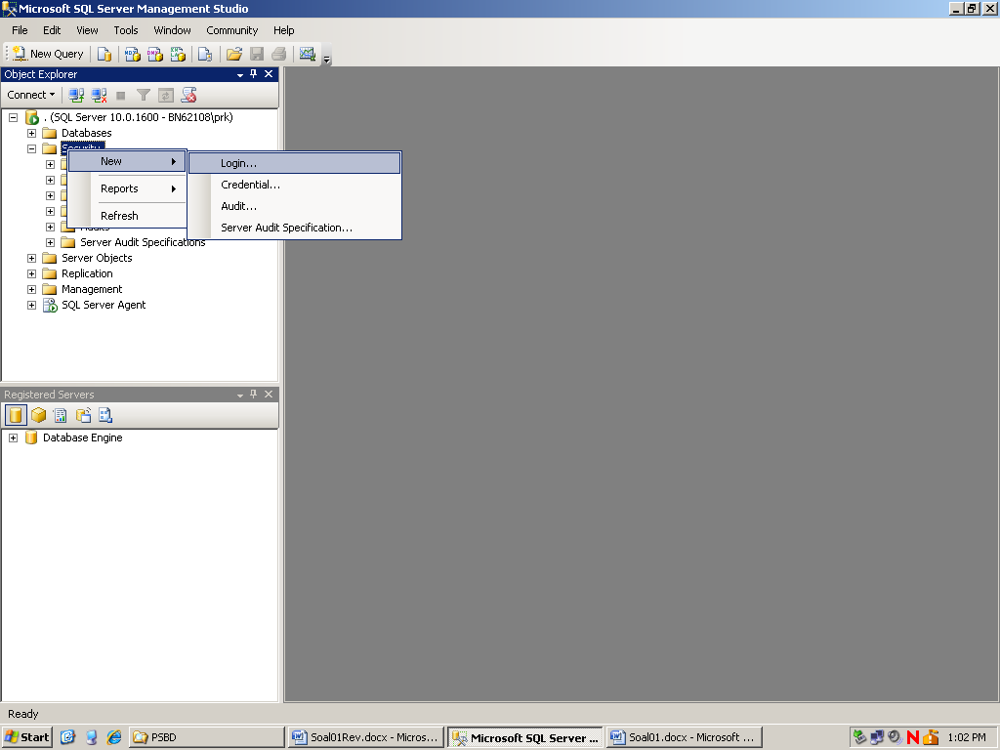 Microsoft SQL Server Management Studio
File Edit View Tools Window Community Help
New Query
Object Explorer
Connect
. (SQL Server 10.0.1600 - BN62108\prk)
Databases
Security
New
Login...
Credential...
Reports
Audit...
Refresh
Server Audit Specification...
Audits
Server Audit Specifications
Server Objects
Replication
Management
SQL Server Agent
Registered Servers
Database Engine
Ready
Start PSBD Soal01Rev.docx - Micros... Microsoft SQL Server ... Soal01.docx - Microsoft ... 1:02 PM